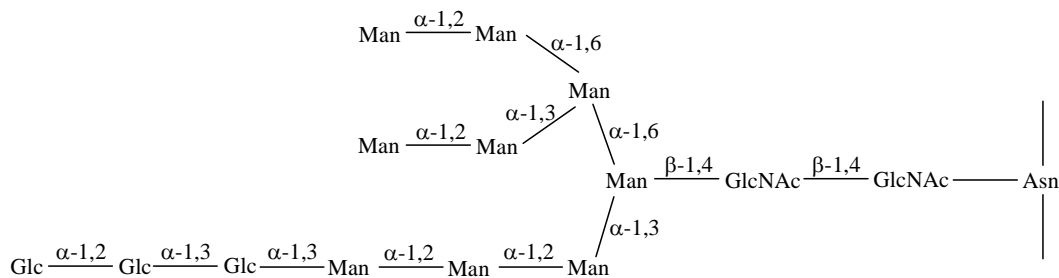 α-1,2
Man Man α-1,6
Man
α-1,2 α-1,3 α-1,6
Man Man
β-1,4 β-1,4
Man GlcNAc GlcNAc Asn
α-1,3
α-1,2 α-1,3 α-1,3 α-1,2 α-1,2
Glc Glc Glc Man Man Man